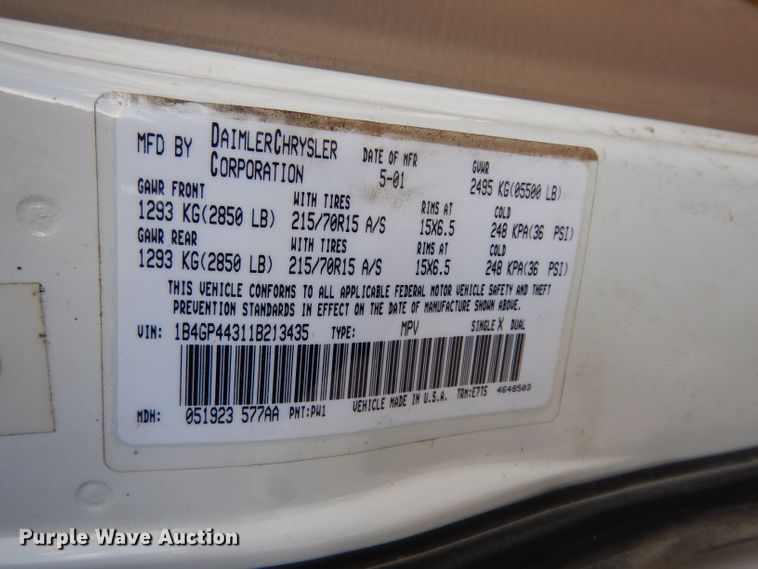 MFD BY DAIMLERCHRYSLER CORPORATION DATE OF MFR 5-01 GVWR 2495 KG(05500 LB)
GAWR FRONT WITH TIRES RIMS AT COLD
1293 KG(2850 LB) 215/70R15 A/S 15X6.5 248 KPA(36 PSI)
GAWR REAR WITH TIRES RIMS AT COLD
1293 KG(2850 LB) 215/70R15 A/S 15X6.5 248 KPA(36 PSI)
THIS VEHICLE CONFORMS TO ALL APPLICABLE FEDERAL MOTOR VEHICLE SAFETY AND THEFT
PREVENTION STANDARDS IN EFFECT ON THE DATE OF MANUFACTURE SHOWN ABOVE.
VIN: 1B4GP44311B213435 TYPE: MPV SINGLE X DUAL
MDH: 051923 577AA PNT:PW1 VEHICLE MADE IN U.S.A. TRM:E7T5 4648503
Purple Wave Auction